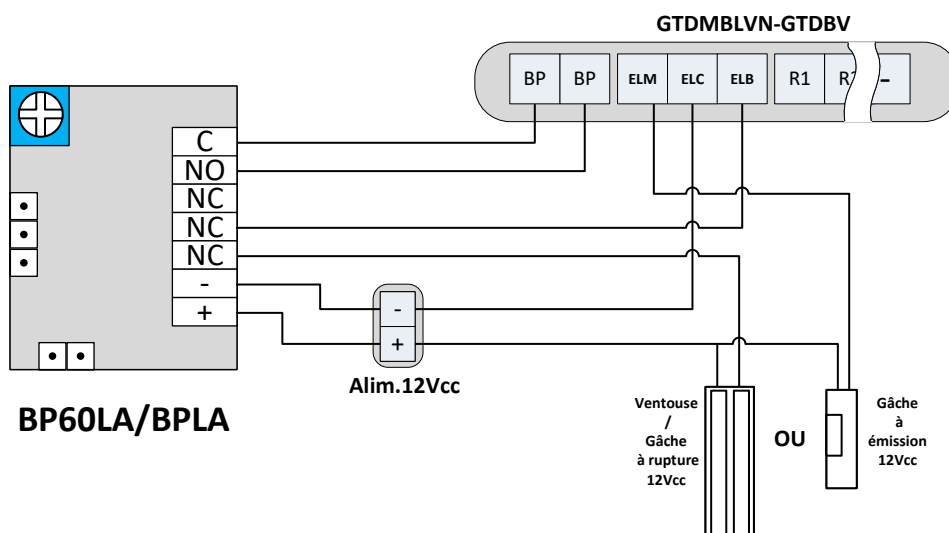 GTDMBLVN-GTDBV
BP BP ELM ELC ELB R1 -
C
NO
NC
NC
NC
-
+
-
+
Alim.12Vcc
BP60LA/BPLA
Ventouse
/
Gâche
à rupture
12Vcc
OU
Gâche
à
émission
12Vcc